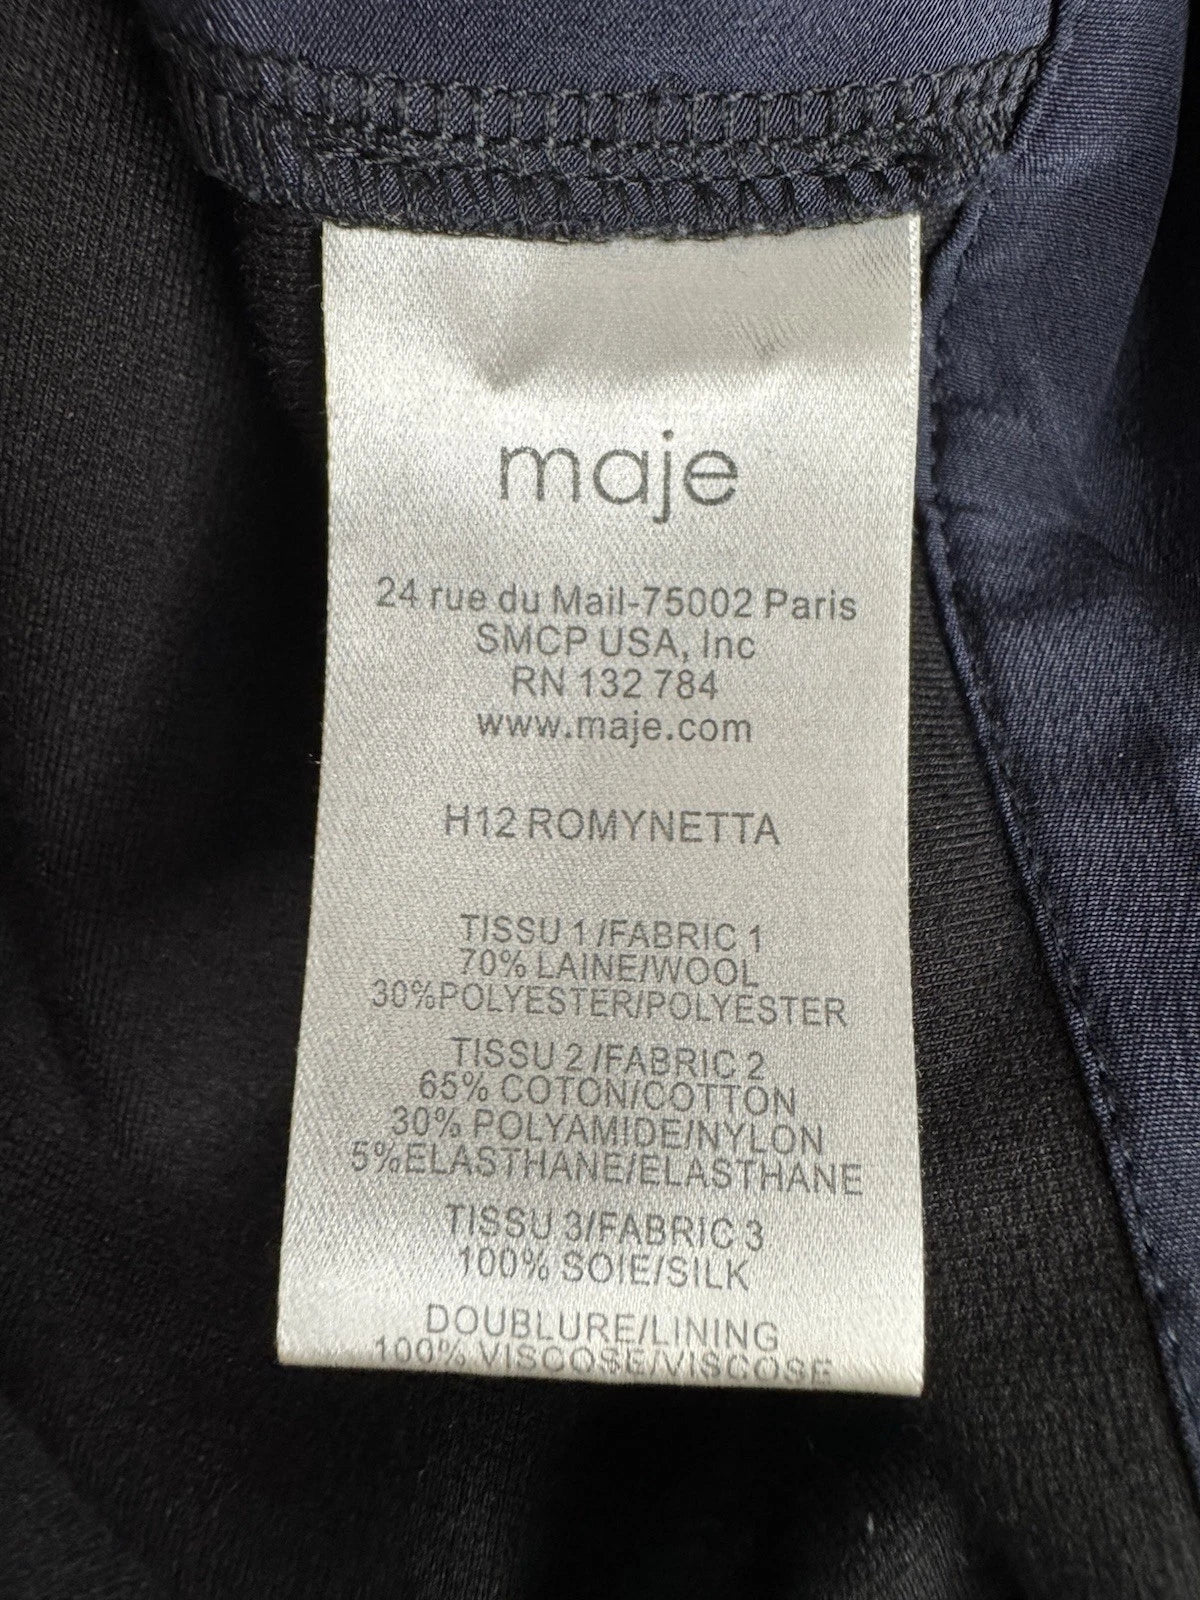 maje
24 rue du Mail-75002 Paris
SMCP USA, Inc
RN 132 784
www.maje.com
H12 ROMYNETTA
TISSU 1 /FABRIC 1
70% LAINE/WOOL
30%POLYESTER/POLYESTER
TISSU 2 /FABRIC 2
65% COTON/COTTON
30% POLYAMIDE/NYLON
5%ELASTHANE/ELASTHANE
TISSU 3/FABRIC 3
100% SOIE/SILK
DOUBLURE/LINING
100% VISCOSE/VISCOSE